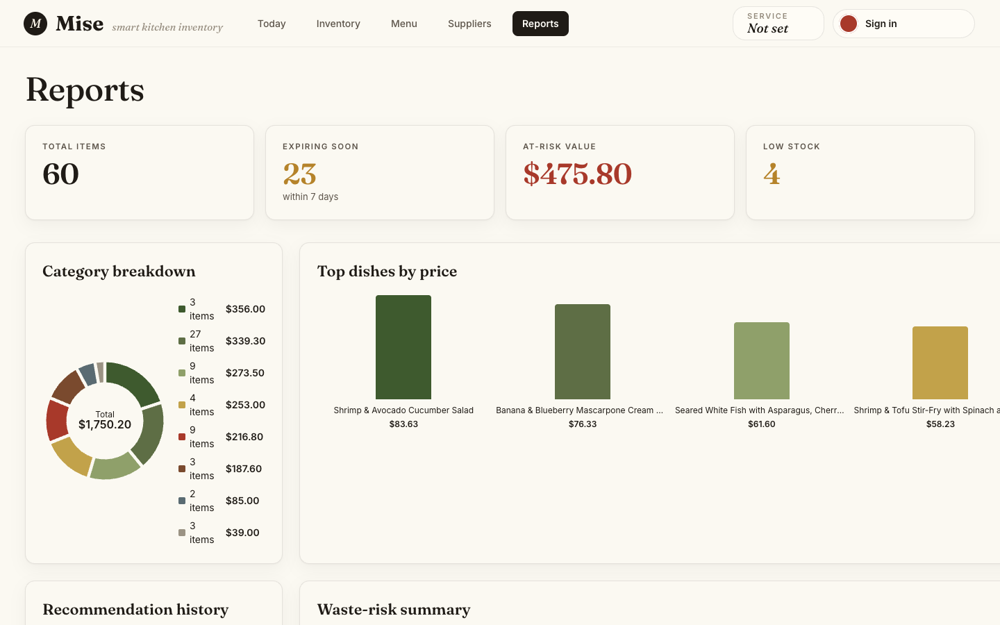 M Mise smart kitchen inventory Today Inventory Menu Suppliers Reports
SERVICE
Not set
Sign in
Reports
TOTAL ITEMS
60
EXPIRING SOON
23
within 7 days
AT-RISK VALUE
$475.80
LOW STOCK
4
Category breakdown
Total
$1,750.20
3 items $356.00
27 items $339.30
9 items $273.50
4 items $253.00
9 items $216.80
3 items $187.60
2 items $85.00
3 items $39.00
Top dishes by price
Shrimp & Avocado Cucumber Salad
$83.63
Banana & Blueberry Mascarpone Cream ...
$76.33
Seared White Fish with Asparagus, Cherr...
$61.60
Shrimp & Tofu Stir-Fry with Spinach a
$58.23
Recommendation history
Waste-risk summary